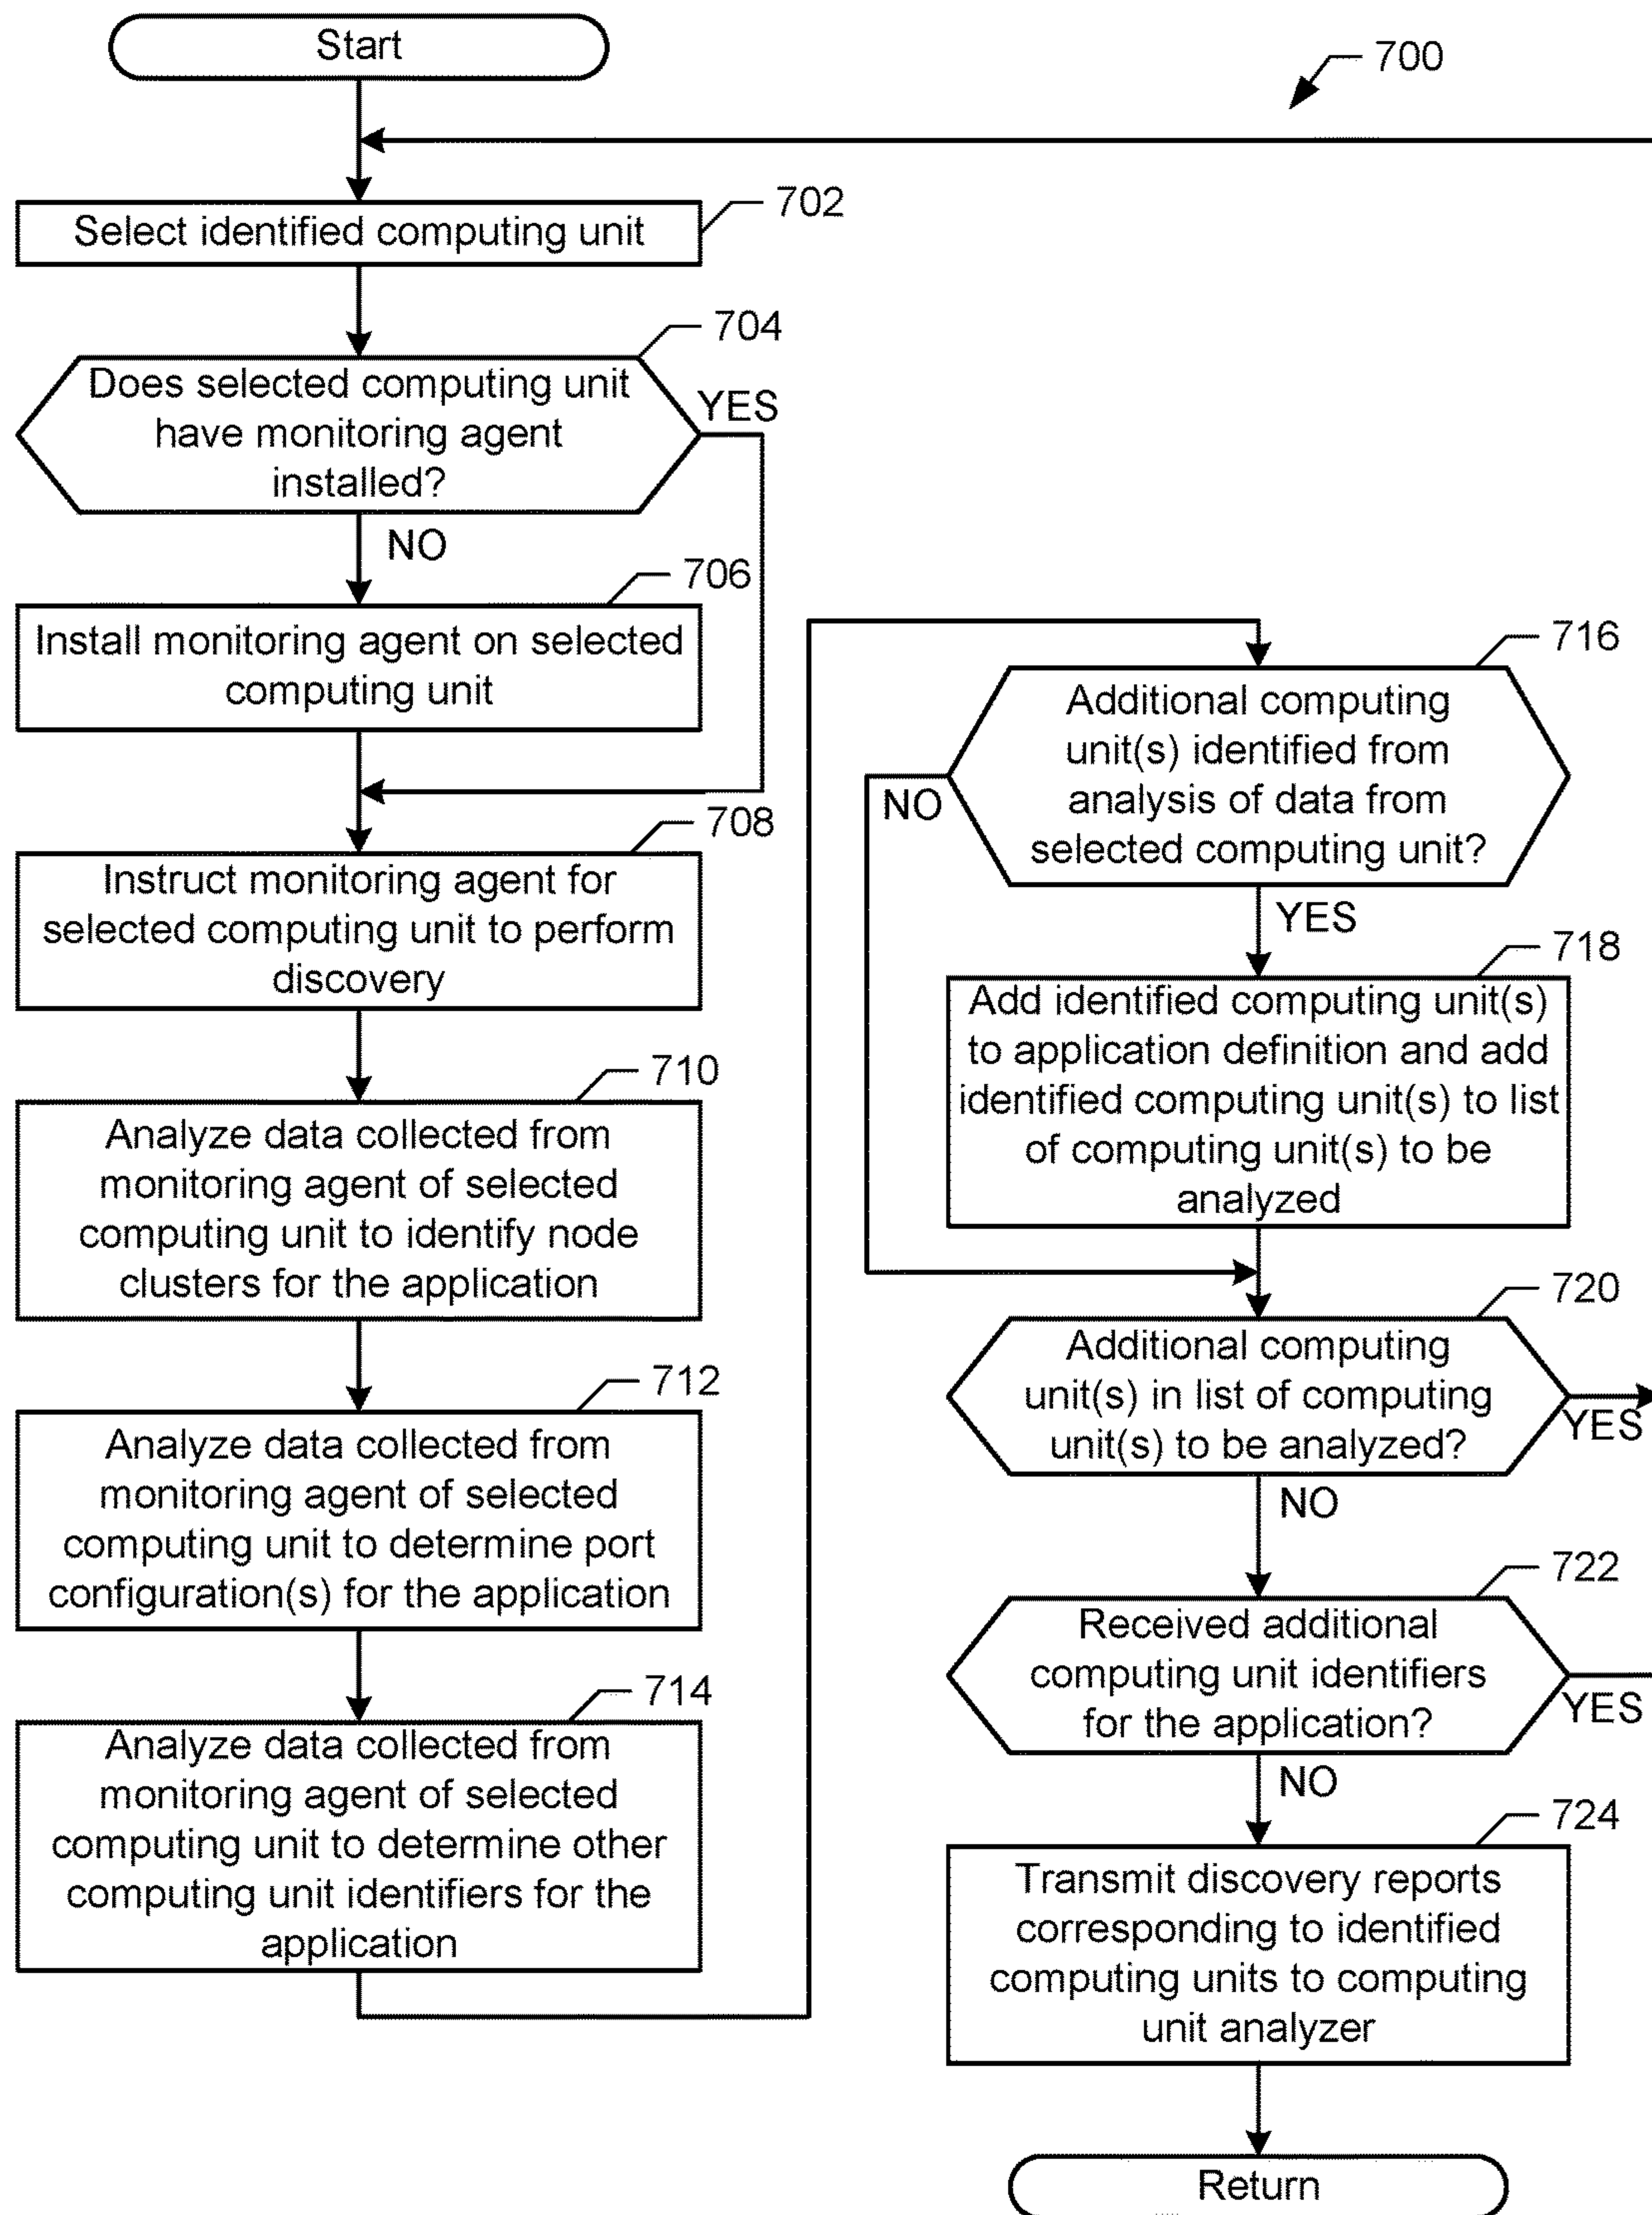 Start
700
702
Select identified computing unit
704
Does selected computing unit
have monitoring agent
installed?
YES
NO
706
Install monitoring agent on selected
computing unit
708
Instruct monitoring agent for
selected computing unit to perform
discovery
710
Analyze data collected from
monitoring agent of selected
computing unit to identify node
clusters for the application
712
Analyze data collected from
monitoring agent of selected
computing unit to determine port
configuration(s) for the application
714
Analyze data collected from
monitoring agent of selected
computing unit to determine other
computing unit identifiers for the
application
716
Additional computing
unit(s) identified from
analysis of data from
selected computing unit?
NO
YES
718
Add identified computing unit(s)
to application definition and add
identified computing unit(s) to list
of computing unit(s) to be
analyzed
720
Additional computing
unit(s) in list of computing
unit(s) to be analyzed?
YES
NO
722
Received additional
computing unit identifiers
for the application?
YES
NO
724
Transmit discovery reports
corresponding to identified
computing units to computing
unit analyzer
Return